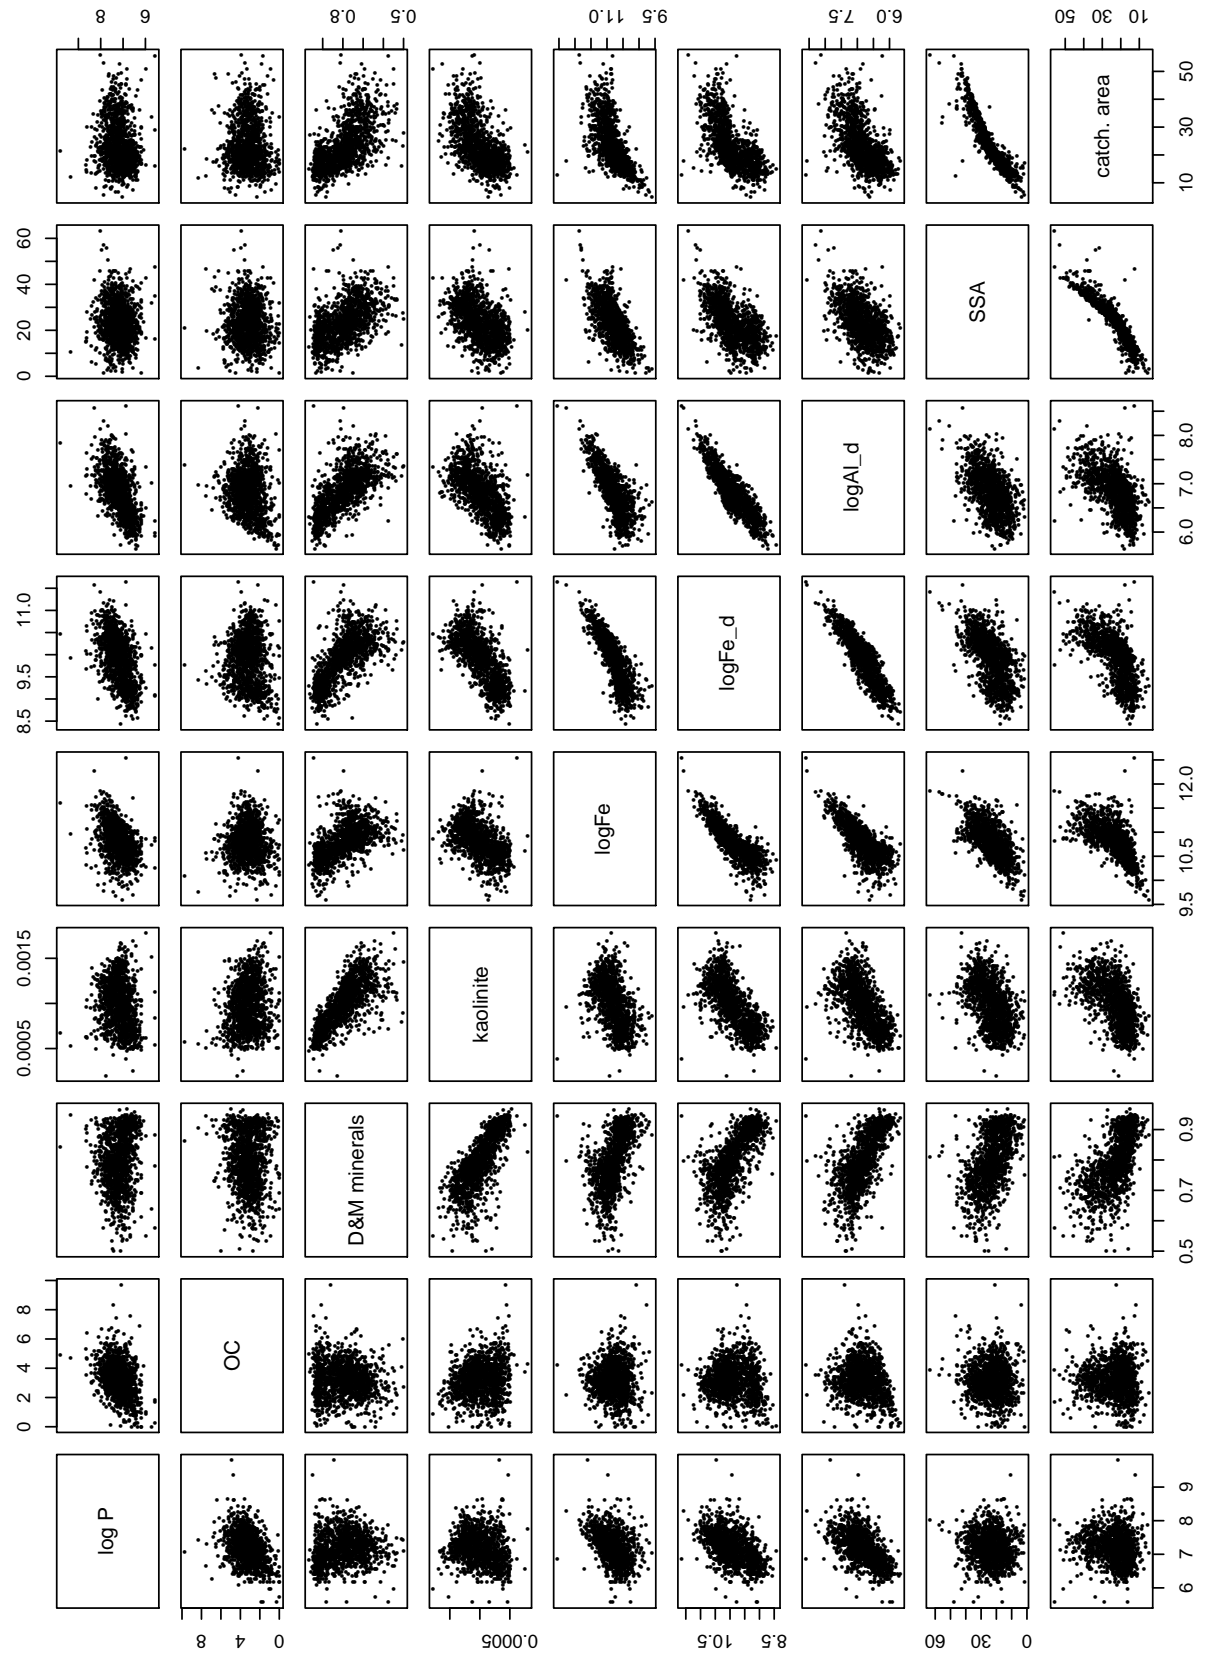 0 2 4 6 8
0.0005 0.0015
8.5 9.5 11.0
0 20 40 60
log P
6 8
0 4 8
OC
D&M minerals
0.5 0.8
0.0005
kaolinite
logFe
9.5 11.0
8.5 10.5
logFe_d
logAl_d
6.0 7.5
0 30 60
SSA
catch. area
10 30 50
6 7 8 9
0.5 0.7 0.9
9.5 10.5 12.0
6.0 7.0 8.0
10 30 50